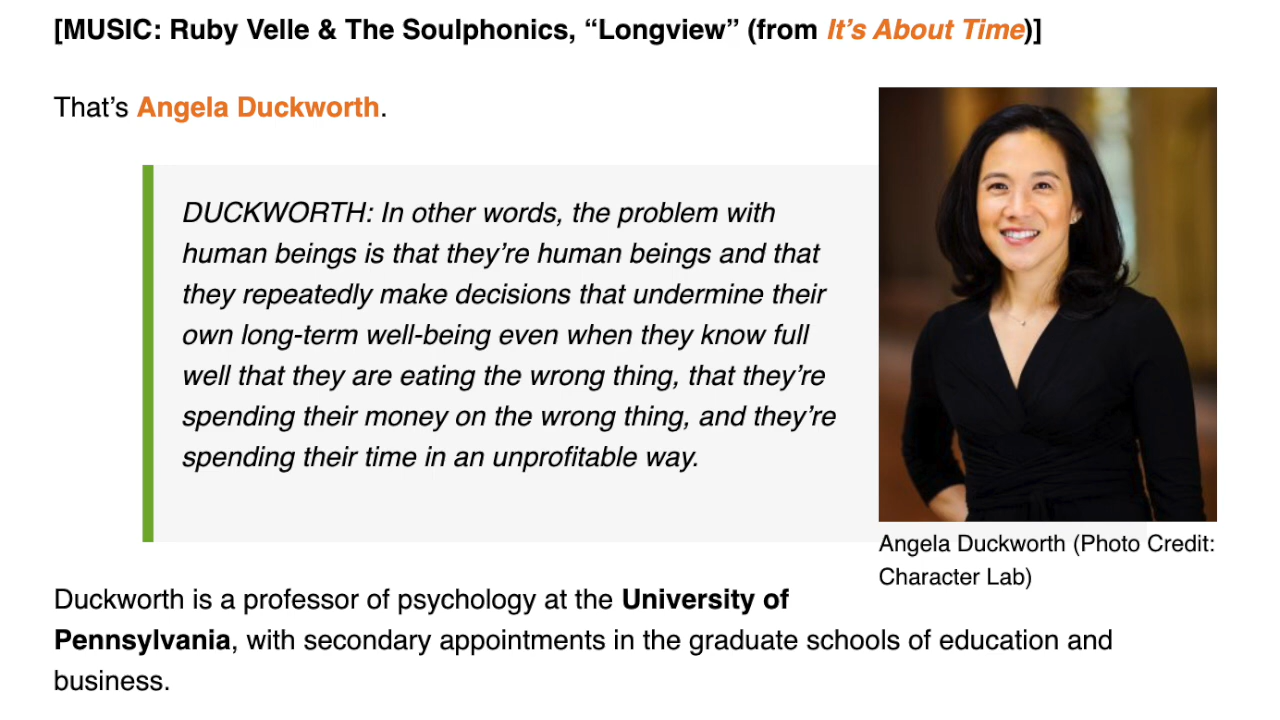 [MUSIC: Ruby Velle & The Soulphonics, “Longview” (from It’s About Time)]
That’s Angela Duckworth.
DUCKWORTH: In other words, the problem with
human beings is that they’re human beings and that
they repeatedly make decisions that undermine their
own long-term well-being even when they know full
well that they are eating the wrong thing, that they’re
spending their money on the wrong thing, and they’re
spending their time in an unprofitable way.
Angela Duckworth (Photo Credit:
Character Lab)
Duckworth is a professor of psychology at the University of
Pennsylvania, with secondary appointments in the graduate schools of education and
business.